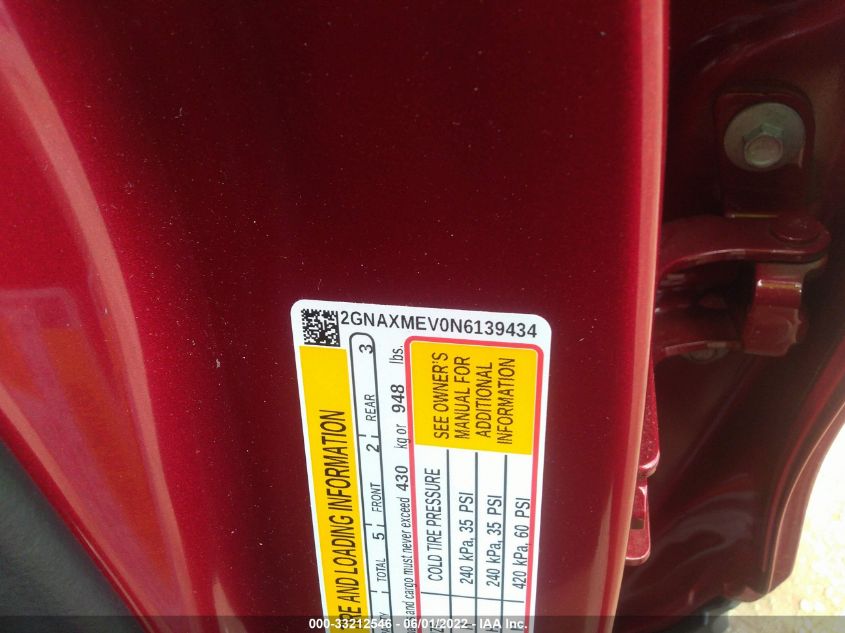 2GNAXMEV0N6139434
RE AND LOADING INFORMATION
TOTAL 5 FRONT 2 REAR 3
and cargo must never exceed 430 kg or 948 lbs.
COLD TIRE PRESSURE
240 kPa, 35 PSI
240 kPa, 35 PSI
420 kPa, 60 PSI
SEE OWNER'S
MANUAL FOR
ADDITIONAL
INFORMATION
000-33212546 - 06/01/2022 - IAA Inc.